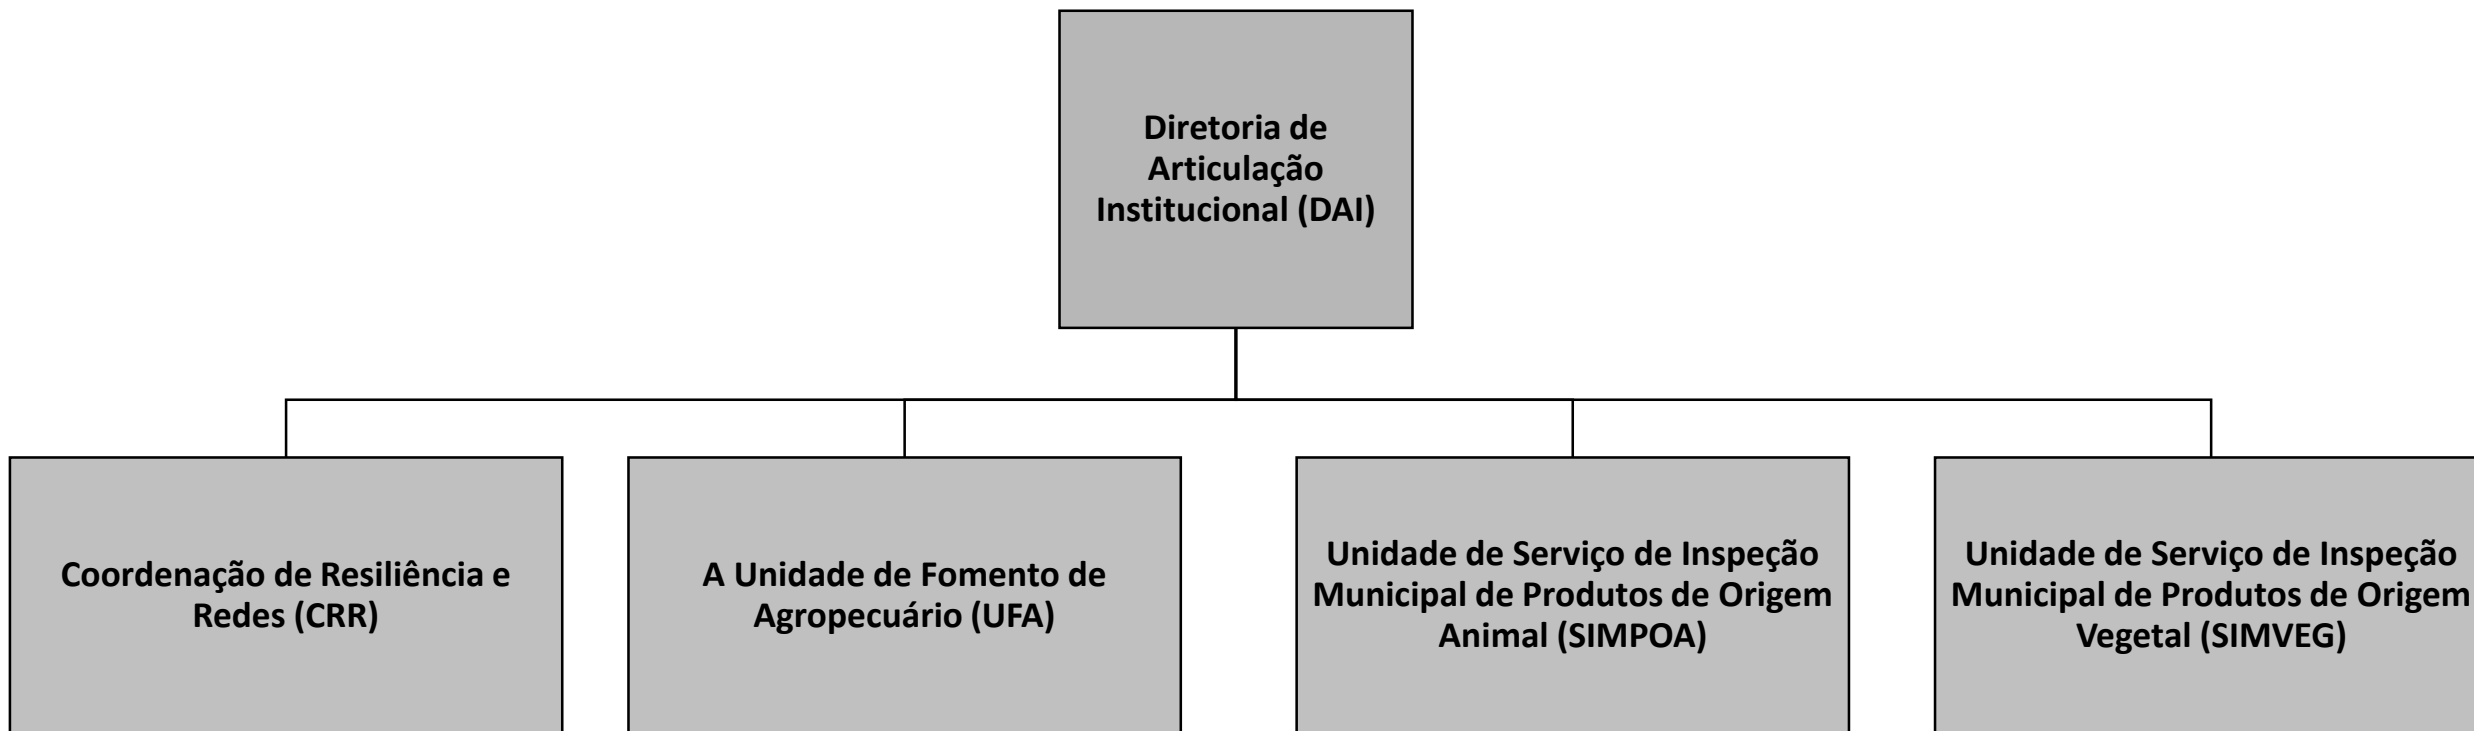 Diretoria de
Articulação
Institucional (DAI)
Coordenação de Resiliência e
Redes (CRR)
A Unidade de Fomento de
Agropecuário (UFA)
Unidade de Serviço de Inspeção
Municipal de Produtos de Origem
Animal (SIMPOA)
Unidade de Serviço de Inspeção
Municipal de Produtos de Origem
Vegetal (SIMVEG)